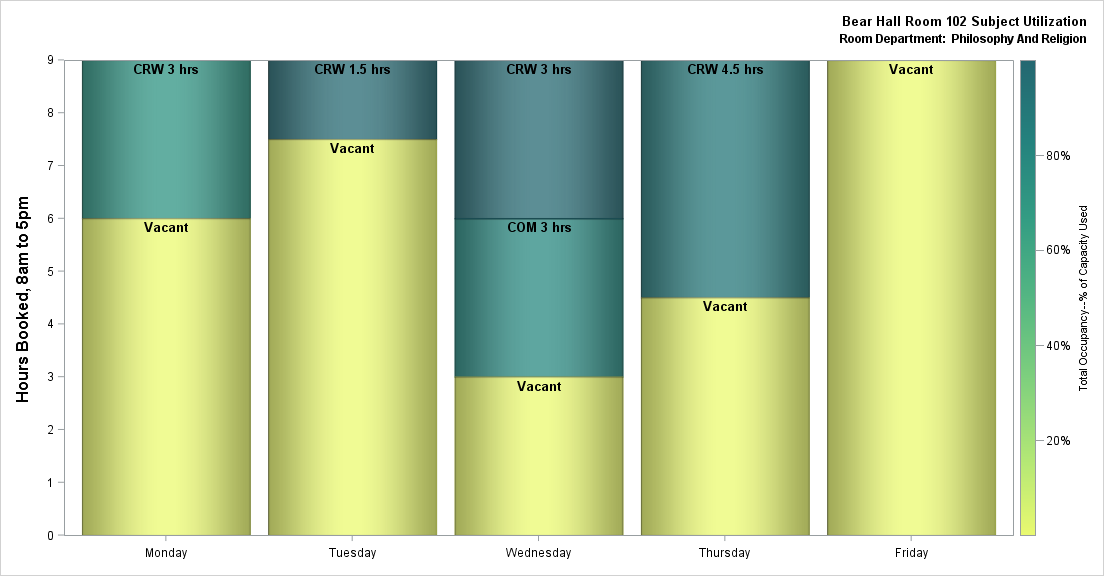 Bear Hall Room 102 Subject Utilization
Room Department: Philosophy And Religion
Hours Booked, 8am to 5pm
9
8
7
6
5
4
3
2
1
0
CRW 3 hrs
Vacant
CRW 1.5 hrs
Vacant
CRW 3 hrs
COM 3 hrs
Vacant
CRW 4.5 hrs
Vacant
Vacant
Monday
Tuesday
Wednesday
Thursday
Friday
80%
60%
40%
20%
Total Occupancy--% of Capacity Used